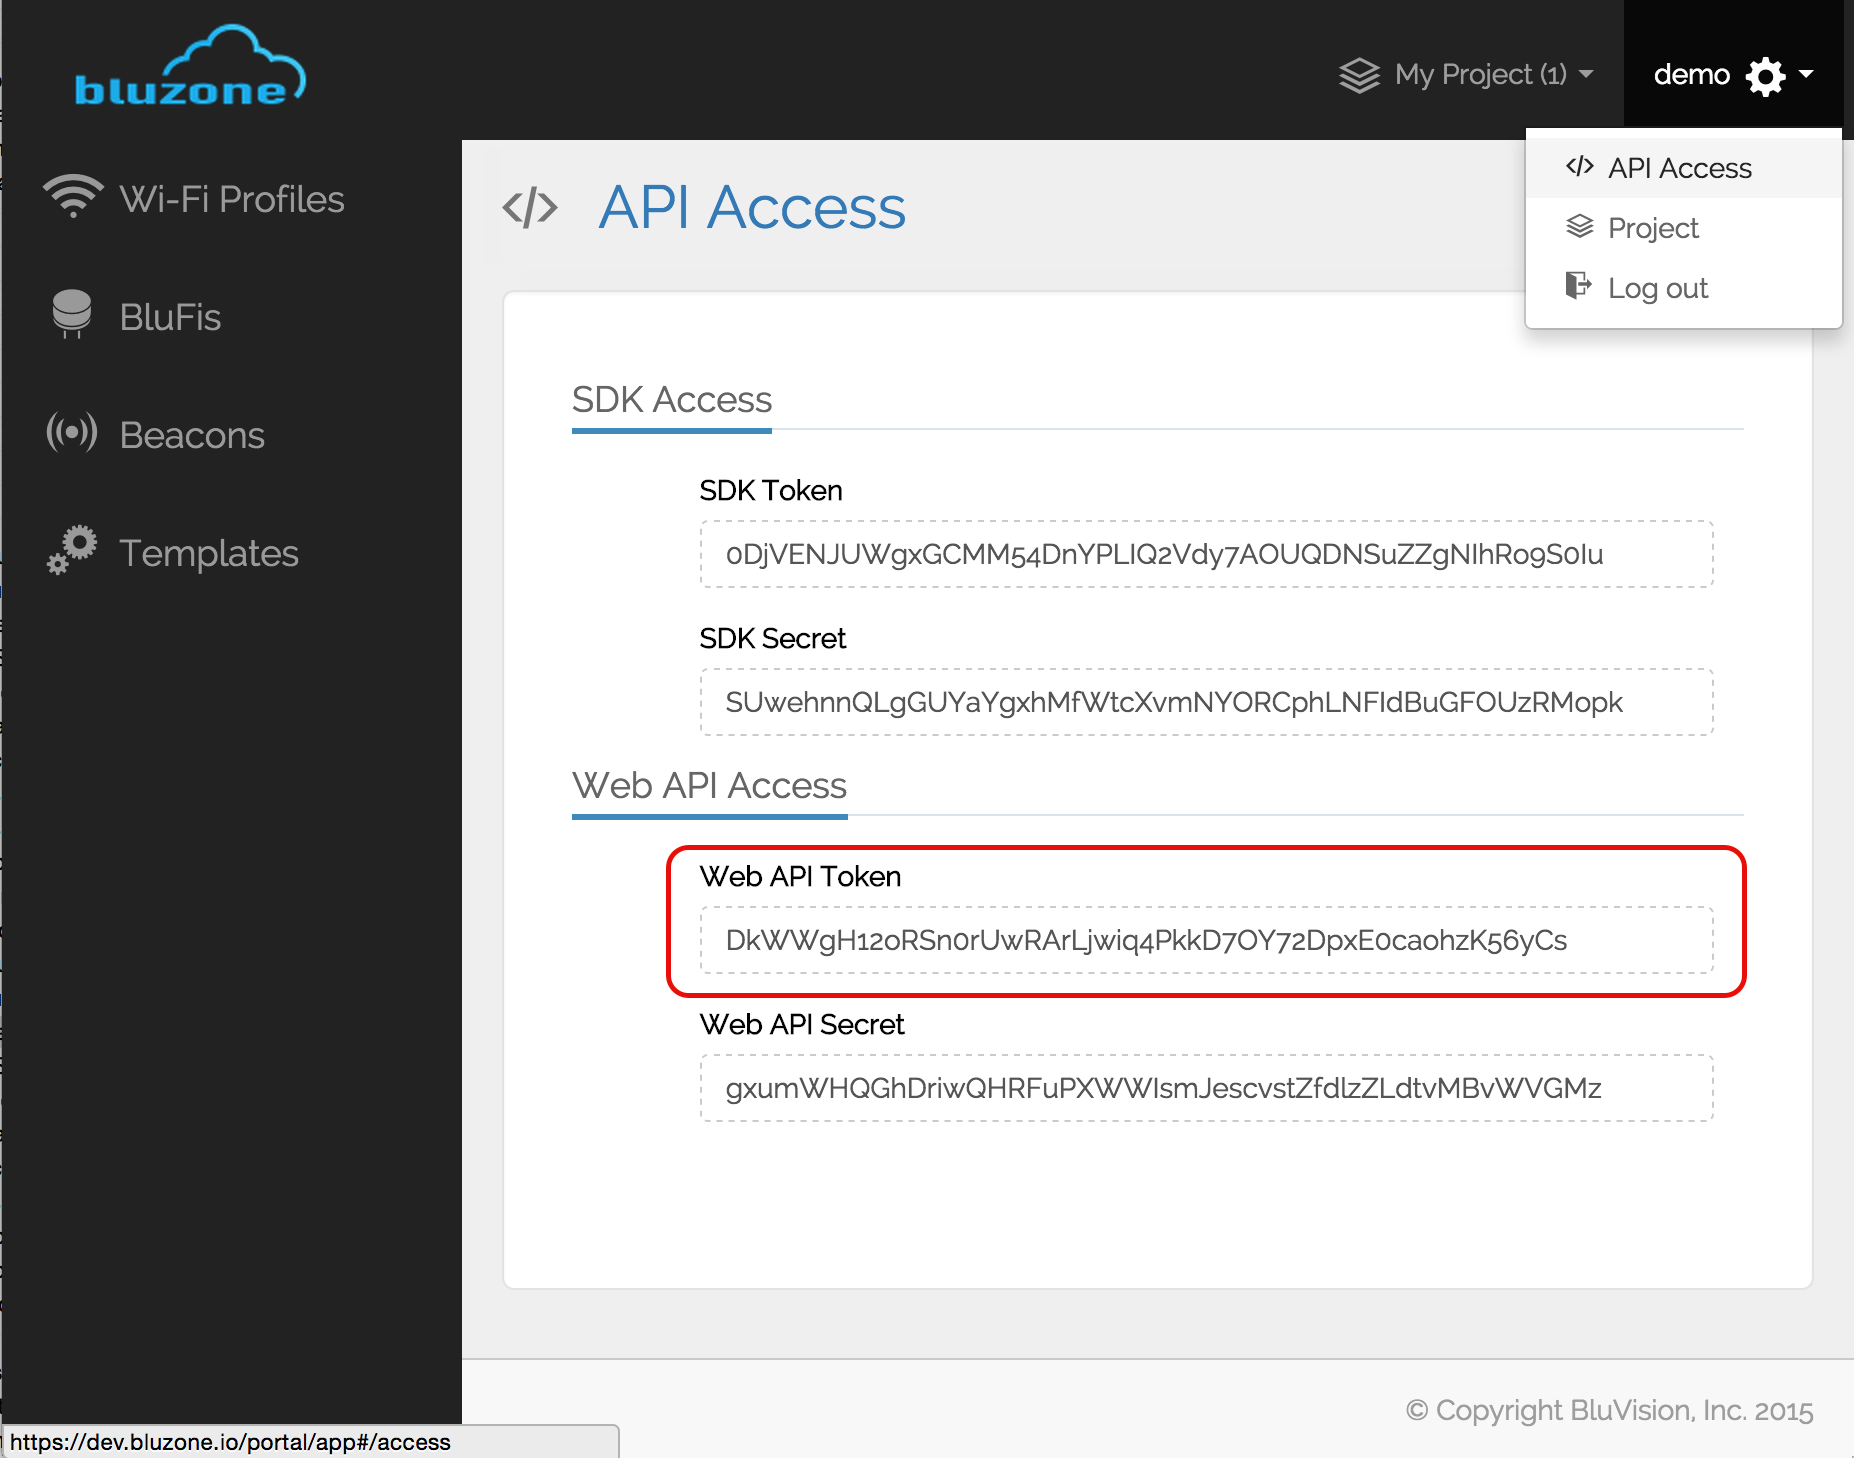 bluzone
My Project (1)
demo
API Access
Project
Log out
Wi-Fi Profiles
BluFis
Beacons
Templates
</> API Access
SDK Access
SDK Token
0DjVENJUWgxGCMM54DnYPLIQ2Vdy7AOUQDNSuZZgNIhRo9S0Iu
SDK Secret
SUwehnnQLgGUYaYgxhMfWtcXvmNYORCphLNFIdBuGFOUzRMopk
Web API Access
Web API Token
DkWWgH12oRSn0rUwRArLjwiq4PkkD7OY72DpxE0caohzK56yCs
Web API Secret
gxumWHQGhDriwQHRFuPXWWIsmJescvstZfdlzZLdtvMBvWVGMz
© Copyright BluVision, Inc. 2015
https://dev.bluzone.io/portal/app#/access